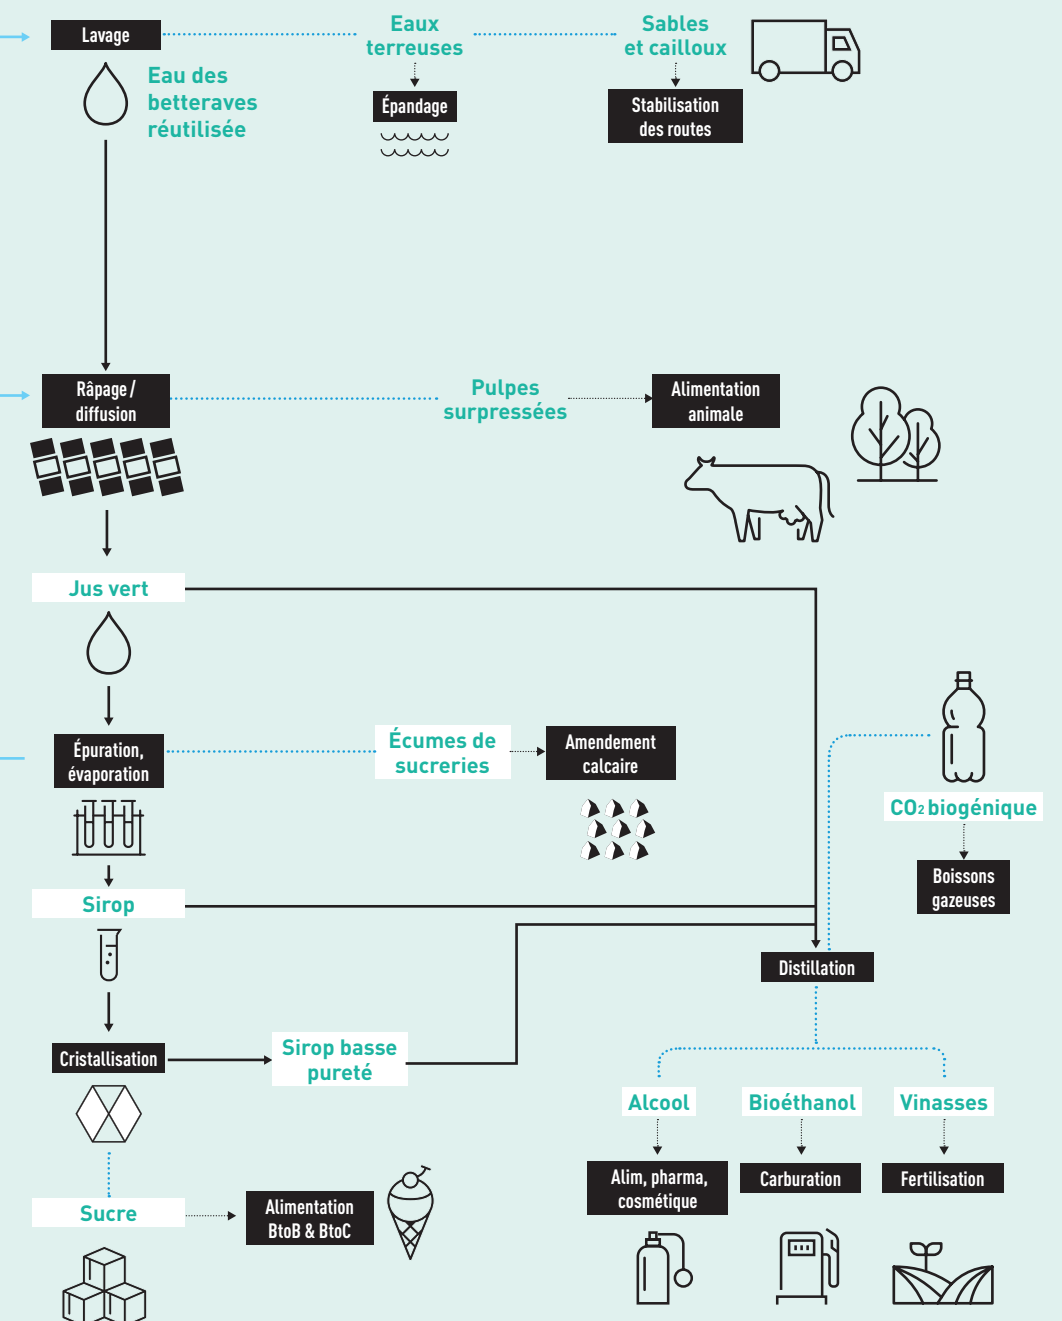 Lavage
Eaux
terreuses
Sables
et cailloux
Eau des
betteraves
réutilisée
Épandage
Stabilisation
des routes
Râpage /
diffusion
Pulpes
surpressées
Alimentation
animale
Jus vert
Épuration,
évaporation
Écumes de
sucreries
Amendement
calcaire
CO2 biogénique
Boissons
gazeuses
Sirop
Distillation
Cristallisation
Sirop basse
pureté
Alcool
Bioéthanol
Vinasses
Alim, pharma,
cosmétique
Carburation
Fertilisation
Sucre
Alimentation
BtoB & BtoC